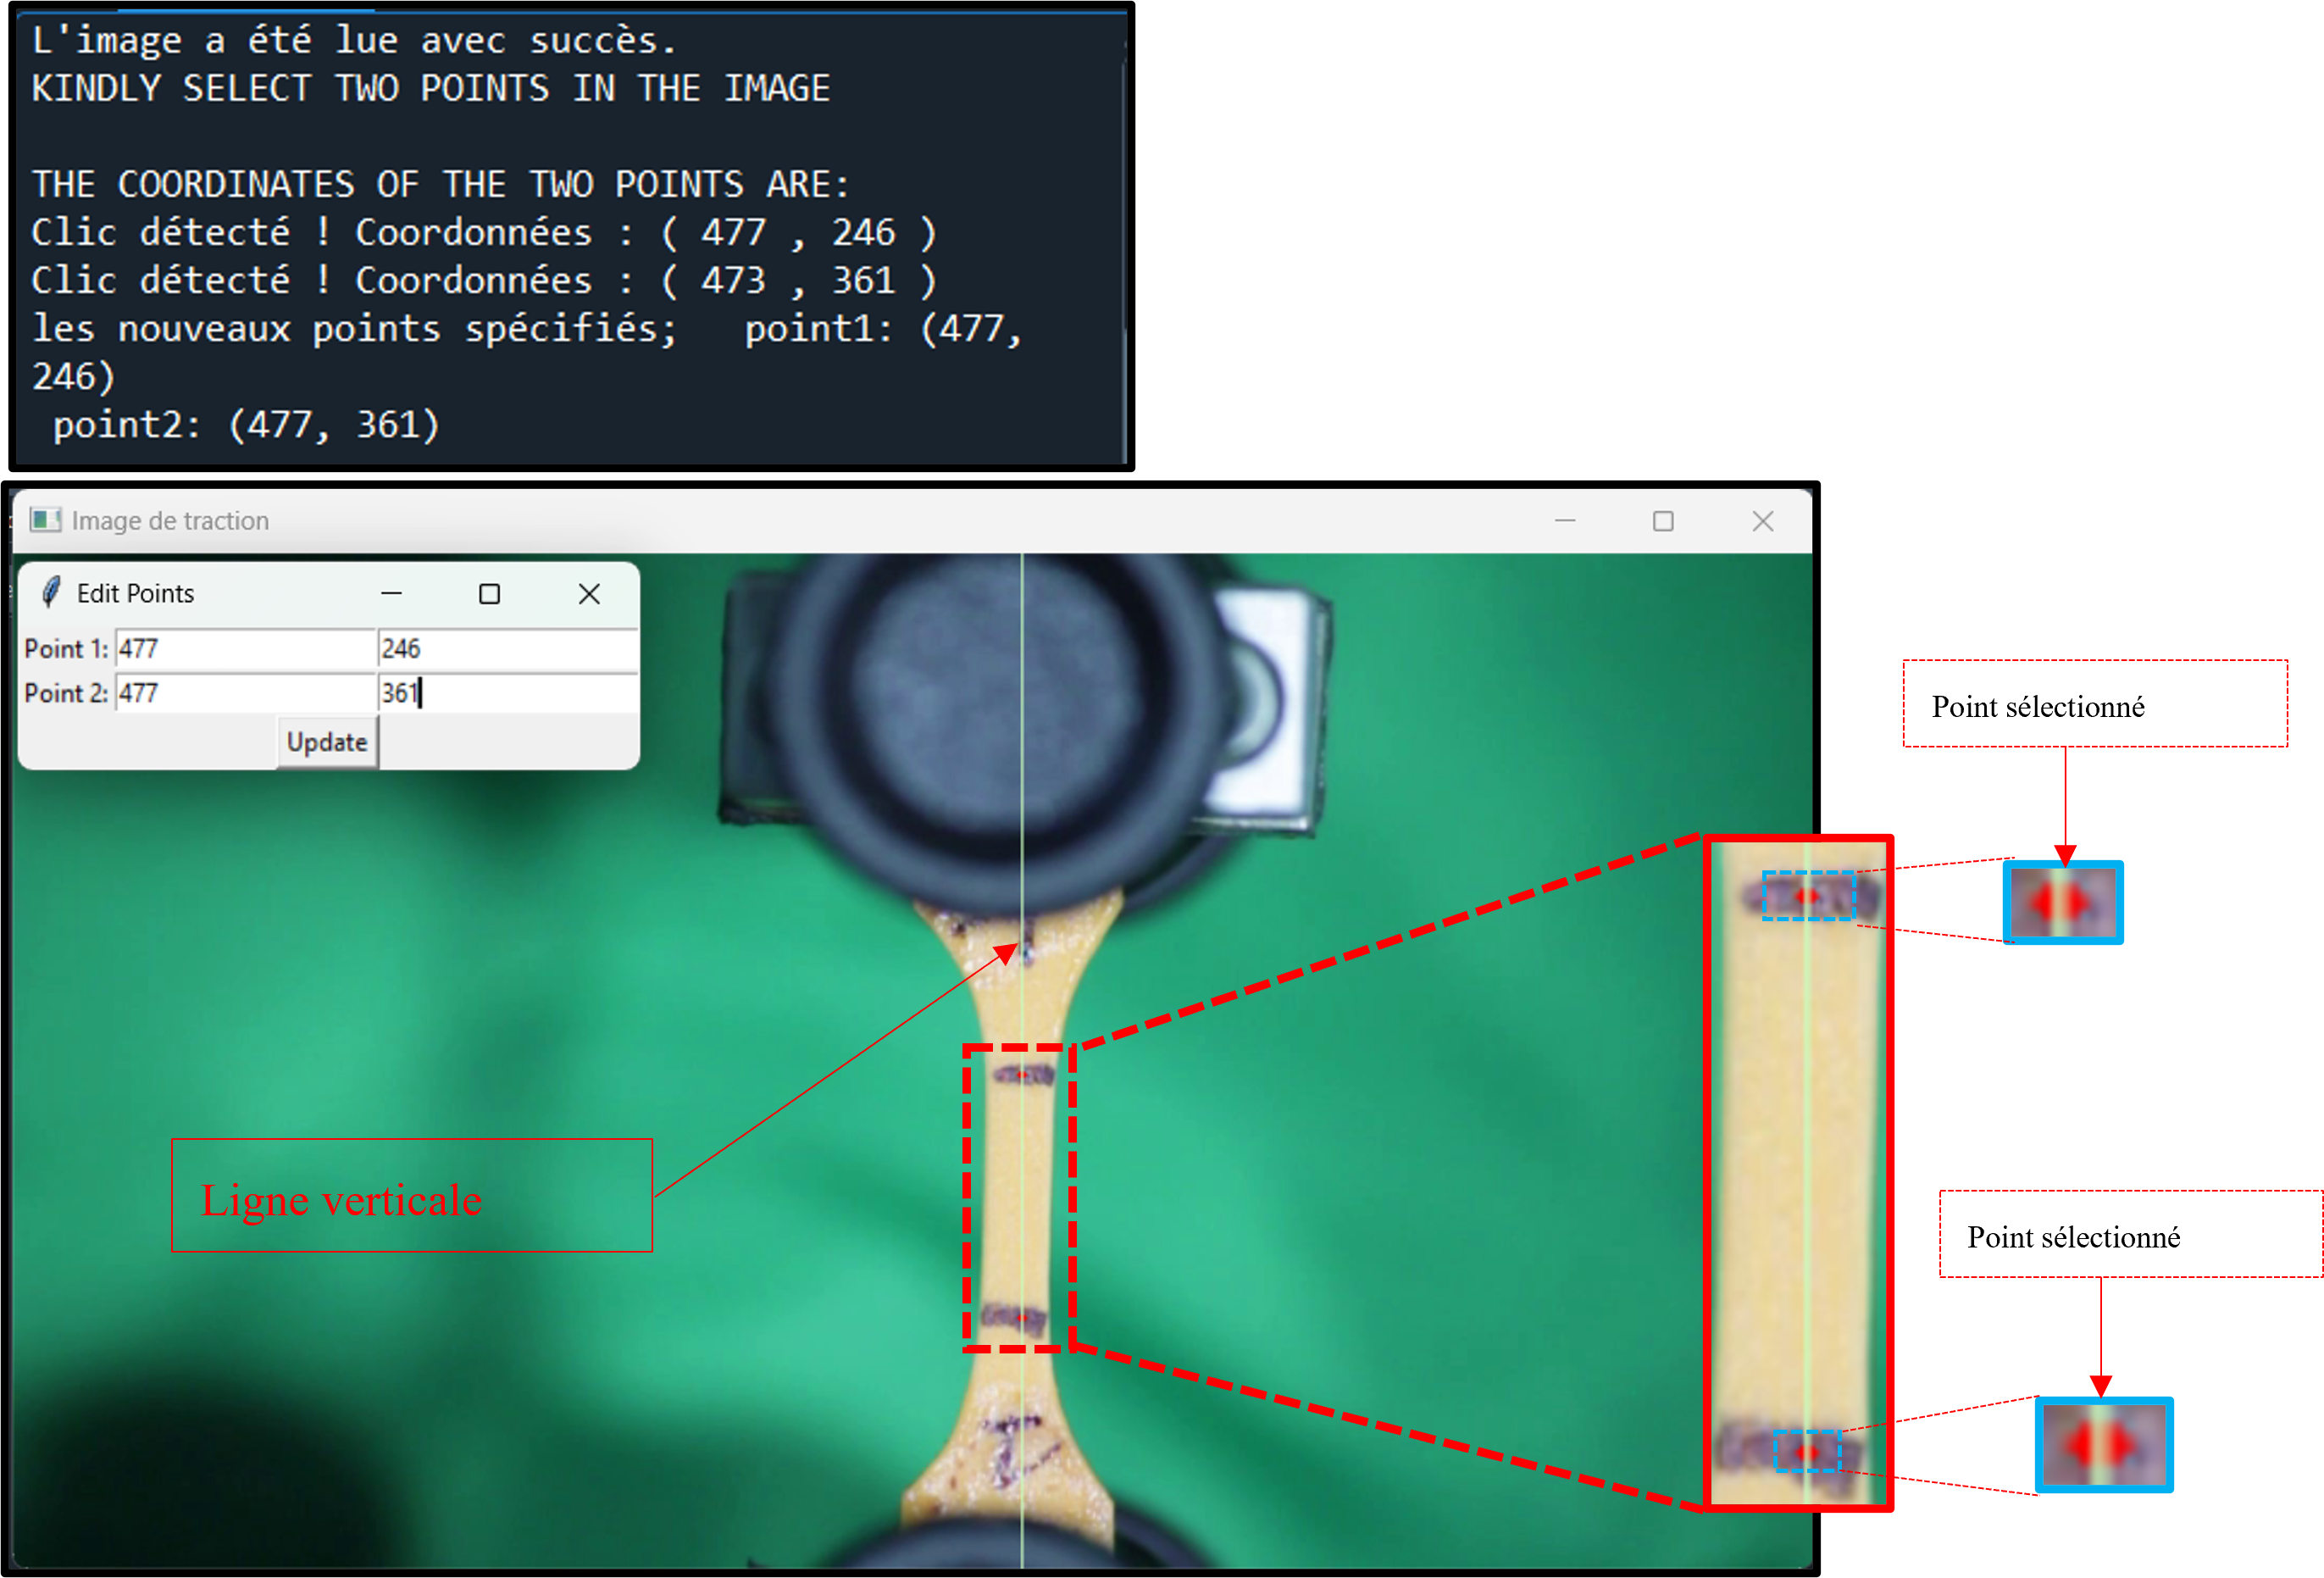 L'image a été lue avec succès.
KINDLY SELECT TWO POINTS IN THE IMAGE
THE COORDINATES OF THE TWO POINTS ARE:
Clic détecté ! Coordonnées : ( 477 , 246 )
Clic détecté ! Coordonnées : ( 473 , 361 )
les nouveaux points spécifiés;   point1: (477,
246)
point2: (477, 361)
Image de traction
Edit Points
Point 1: 477 246
Point 2: 477 361
Update
Point sélectionné
Ligne verticale
Point sélectionné